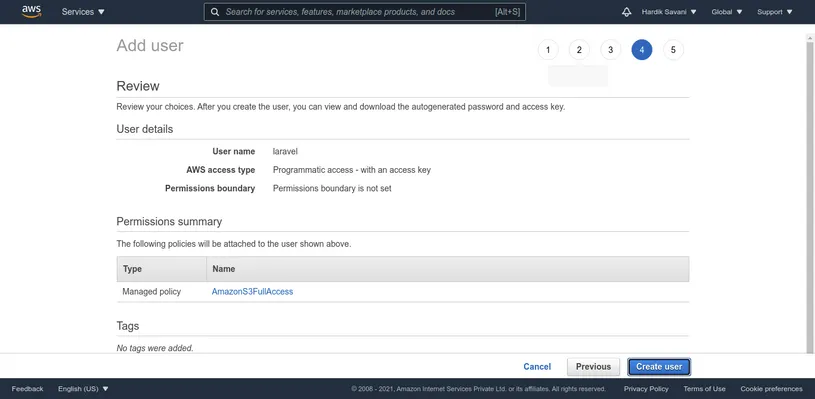 aws Services Search for services, features, marketplace products, and docs [Alt+S] Hardik Savani Global Support
Add user 1 2 3 4 5
Review
Review your choices. After you create the user, you can view and download the autogenerated password and access key.
User details
User name laravel
AWS access type Programmatic access - with an access key
Permissions boundary Permissions boundary is not set
Permissions summary
The following policies will be attached to the user shown above.
Type Name
Managed policy AmazonS3FullAccess
Tags
No tags were added.
Cancel Previous Create user
Feedback English (US) © 2008 - 2021, Amazon Internet Services Private Ltd. or its affiliates. All rights reserved. Privacy Policy Terms of Use Cookie preferences